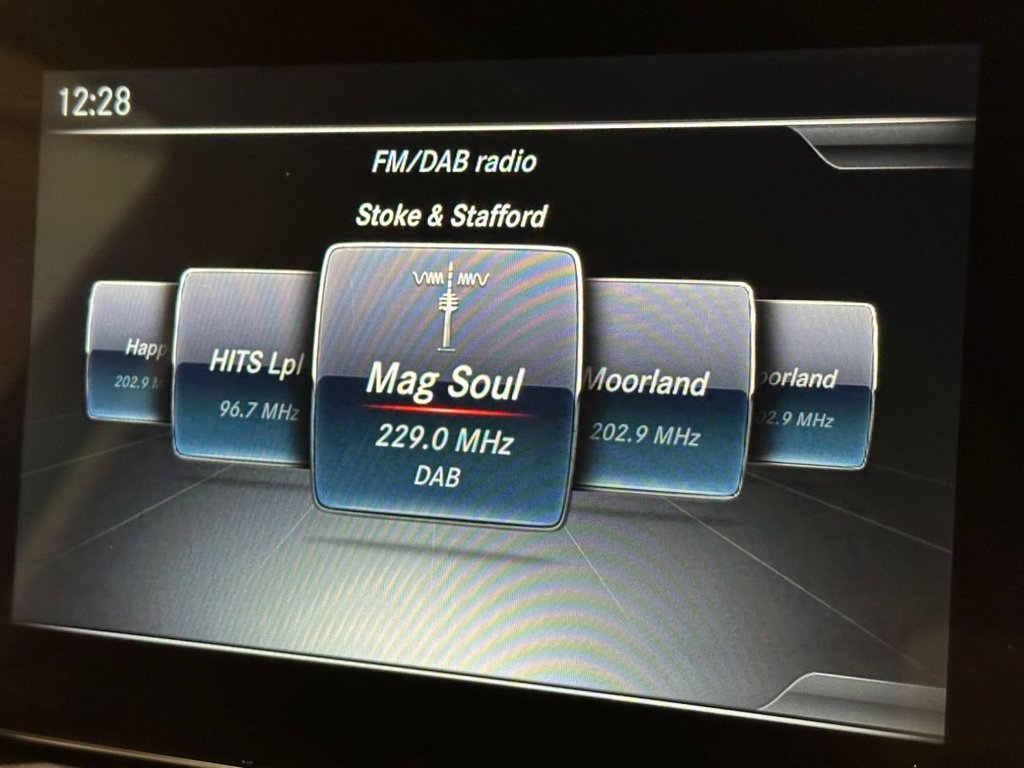 12:28
FM/DAB radio
Stoke & Stafford
Happ
202.9 M
HITS Lpl
96.7 MHz
Mag Soul
229.0 MHz
DAB
Moorland
202.9 MHz
oorland
02.9 MHz